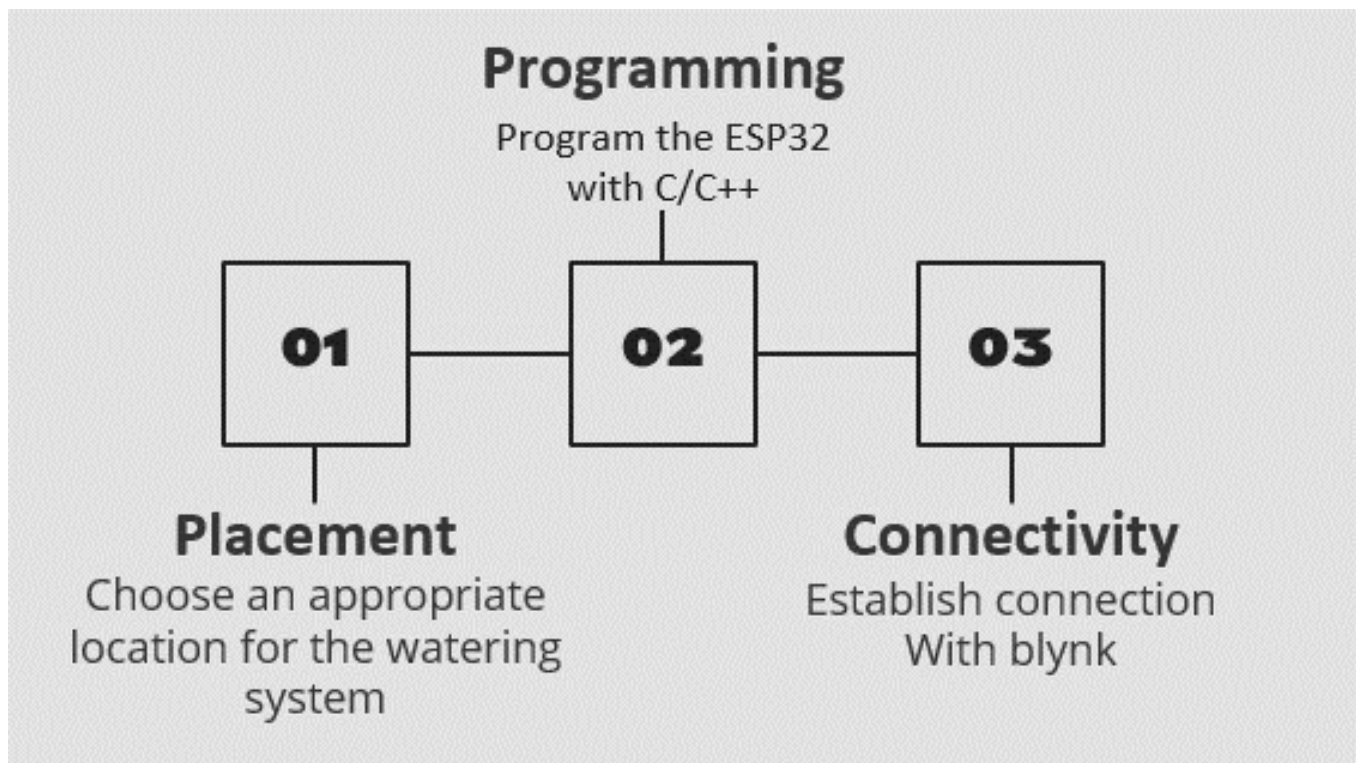 Programming
Program the ESP32
with C/C++
01
02
03
Placement
Choose an appropriate
location for the watering
system
Connectivity
Establish connection
With blynk